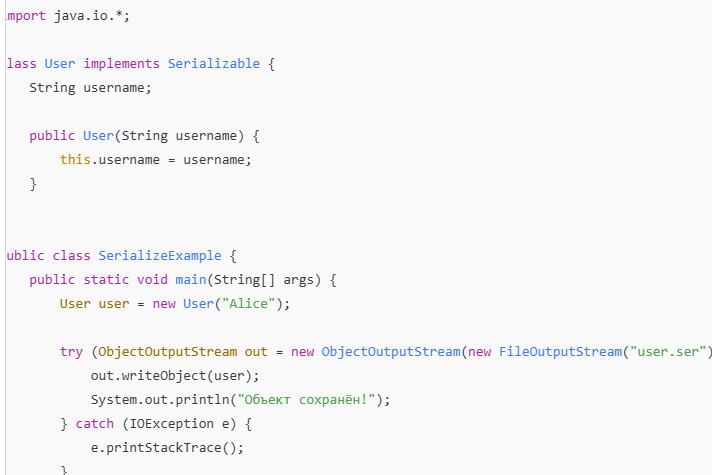 mport java.io.*;
lass User implements Serializable {
String username;
public User(String username) {
this.username = username;
}
ublic class SerializeExample {
public static void main(String[] args) {
User user = new User("Alice");
try (ObjectOutputStream out = new ObjectOutputStream(new FileOutputStream("user.ser")
out.writeObject(user);
System.out.println("Объект сохранён!");
} catch (IOException e) {
e.printStackTrace();
}